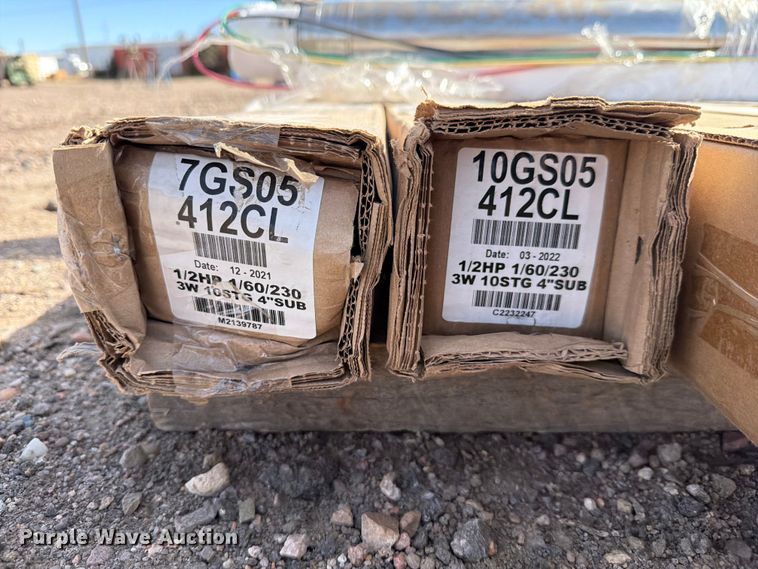 7GS05
412CL
Date: 12 - 2021
1/2HP 1/60/230
3W 10STG 4"SUB
M2139787
10GS05
412CL
Date: 03 - 2022
1/2HP 1/60/230
3W 10STG 4"SUB
C2232247
Purple Wave Auction